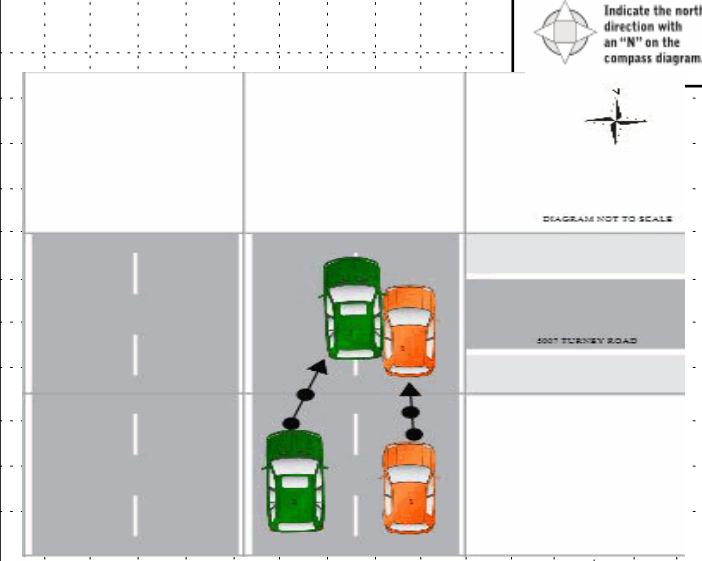 Indicate the north
direction with
an “N” on the
compass diagram.
N
DIAGRAM NOT TO SCALE
5007 TURNEY ROAD